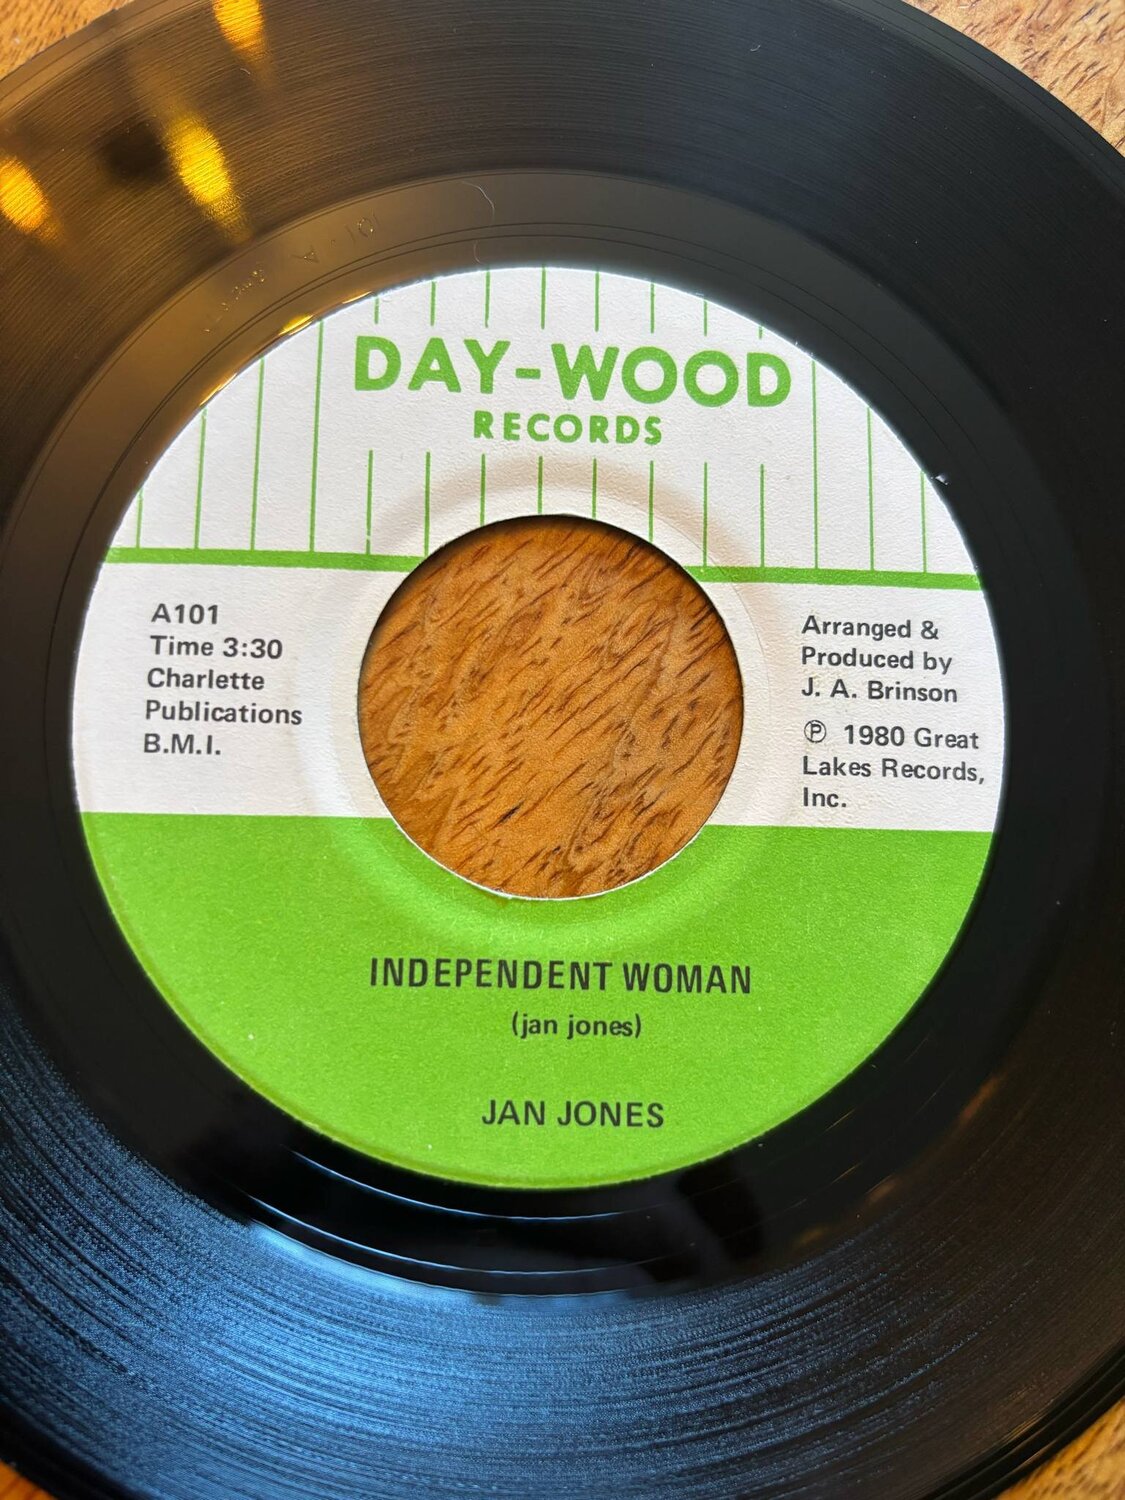 DAY-WOOD
RECORDS
A101
Time 3:30
Charlette
Publications
B.M.I.
Arranged &
Produced by
J. A. Brinson
℗ 1980 Great
Lakes Records,
Inc.
INDEPENDENT WOMAN
(jan jones)
JAN JONES